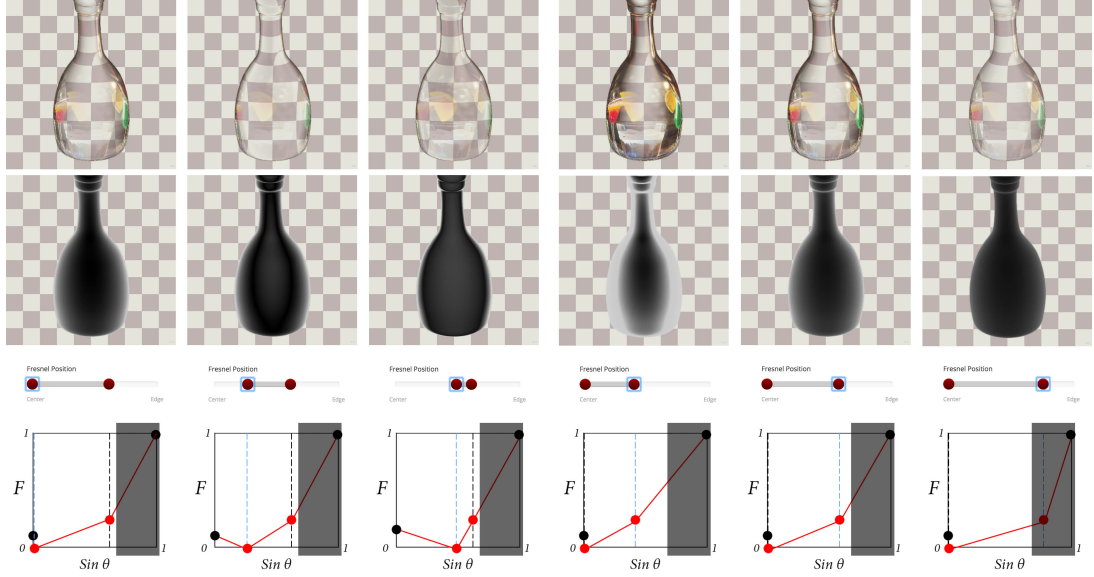 Fresnel Position
Center Edge
Fresnel Position
Center Edge
Fresnel Position
Center Edge
Fresnel Position
Center Edge
Fresnel Position
Center Edge
Fresnel Position
Center Edge
1
F
0 1
Sin θ
1
F
0 1
Sin θ
1
F
0 1
Sin θ
1
F
0 1
Sin θ
1
F
0 1
Sin θ
1
F
0 1
Sin θ